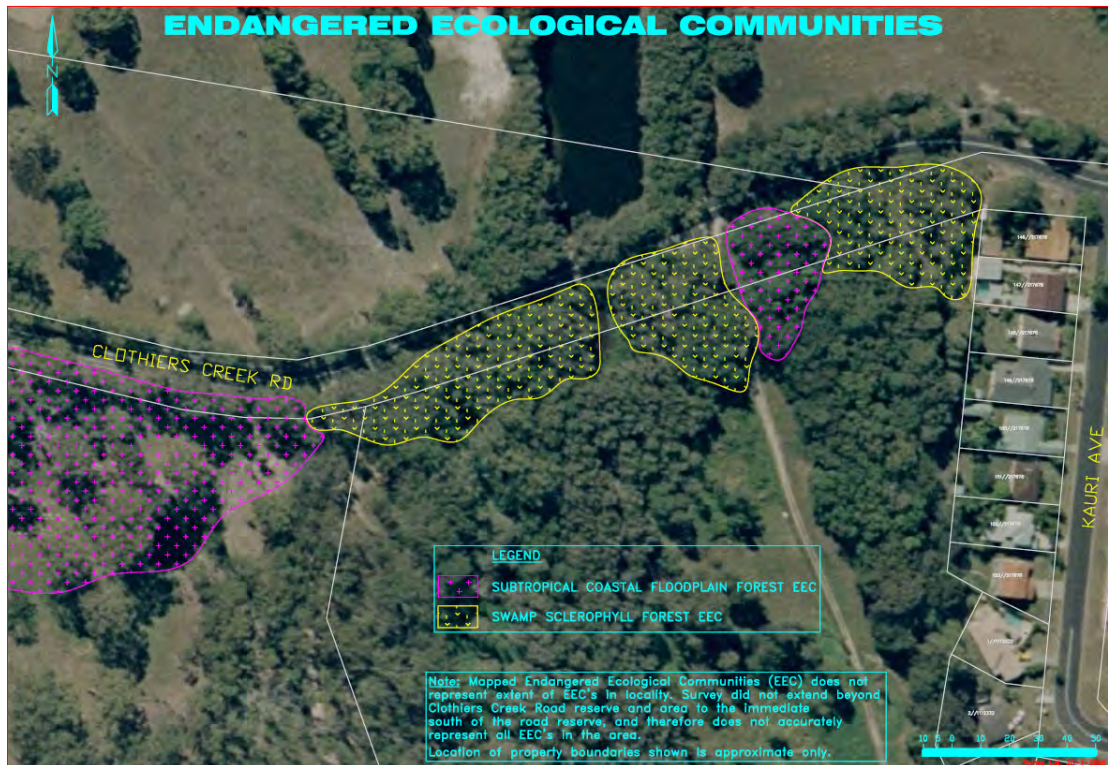 ENDANGERED ECOLOGICAL COMMUNITIES
N
CLOTHIERS CREEK RD
KAURI AVE
LEGEND
SUBTROPICAL COASTAL FLOODPLAIN FOREST EEC
SWAMP SCLEROPHYLL FOREST EEC
Note: Mapped Endangered Ecological Communities (EEC) does not
represent extent of EEC's in locality. Survey did not extend beyond
Clothiers Creek Road reserve and area to the immediate
south of the road reserve, and therefore does not accurately
represent all EEC's in the area.
Location of property boundaries shown is approximate only.
10 5 0 10 20 30 40 50